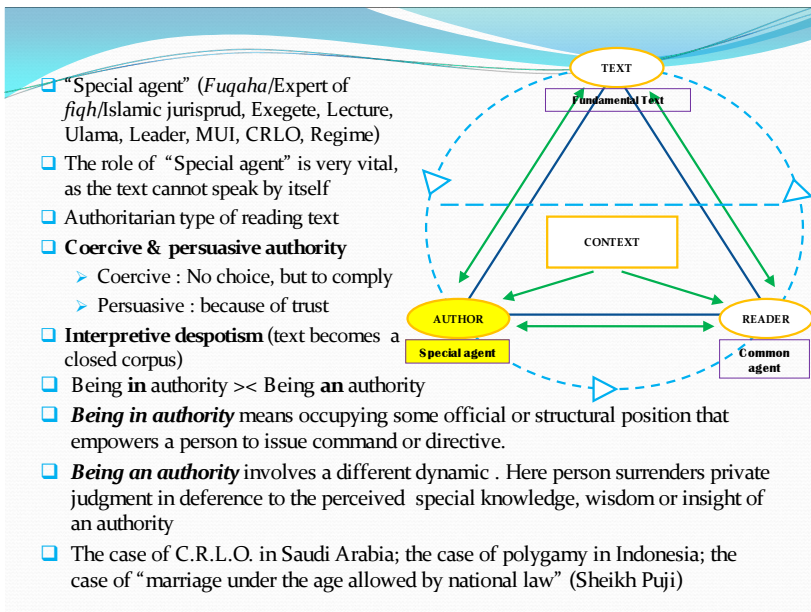 ❑ “Special agent” (Fuqaha/Expert of
fiqh/Islamic jurisprud, Exegete, Lecture,
Ulama, Leader, MUI, CRLO, Regime)
❑ The role of “Special agent” is very vital,
as the text cannot speak by itself
❑ Authoritarian type of reading text
❑ Coercive & persuasive authority
➢ Coercive : No choice, but to comply
➢ Persuasive : because of trust
❑ Interpretive despotism (text becomes a
closed corpus)
❑ Being in authority >< Being an authority
❑ Being in authority means occupying some official or structural position that
empowers a person to issue command or directive.
❑ Being an authority involves a different dynamic . Here person surrenders private
judgment in deference to the perceived special knowledge, wisdom or insight of
an authority
❑ The case of C.R.L.O. in Saudi Arabia; the case of polygamy in Indonesia; the
case of “marriage under the age allowed by national law” (Sheikh Puji)
TEXT
Fundamental Text
CONTEXT
AUTHOR
Special agent
READER
Common
agent